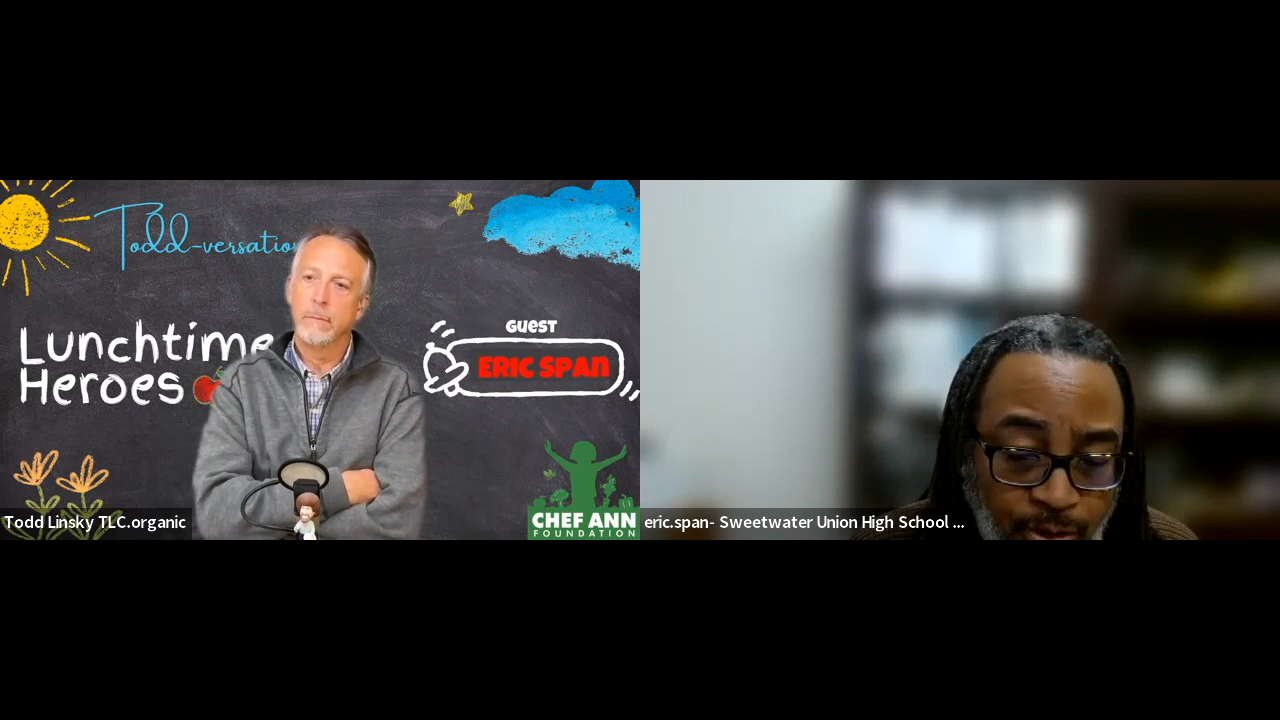 Todd-versation
Lunchtime
Heroes
GUEST
ERIC SPAN
CHEF ANN
FOUNDATION
Todd Linsky TLC.organic
eric.span- Sweetwater Union High School ...